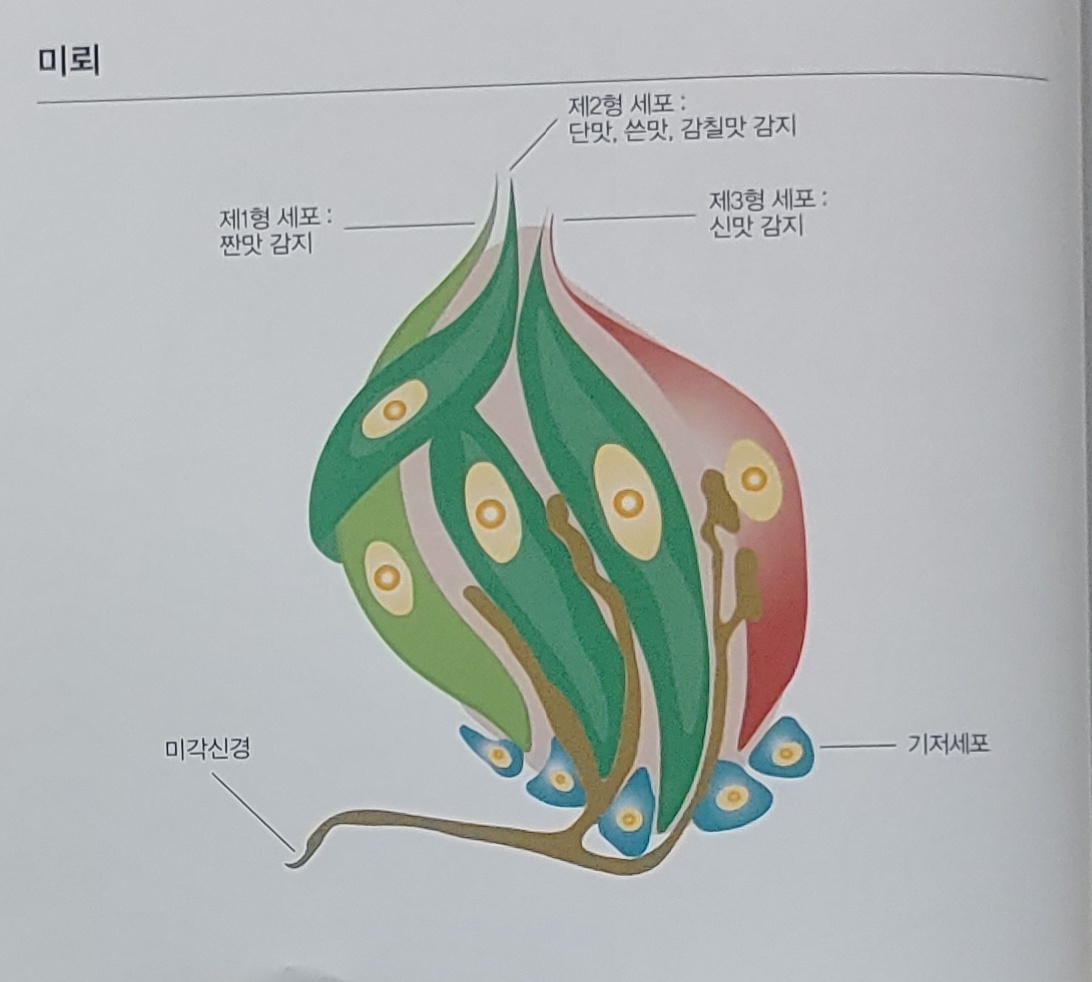 미뢰
제2형 세포 :
단맛, 쓴맛, 감칠맛 감지
제1형 세포 :
짠맛 감지
제3형 세포 :
신맛 감지
미각신경
기저세포